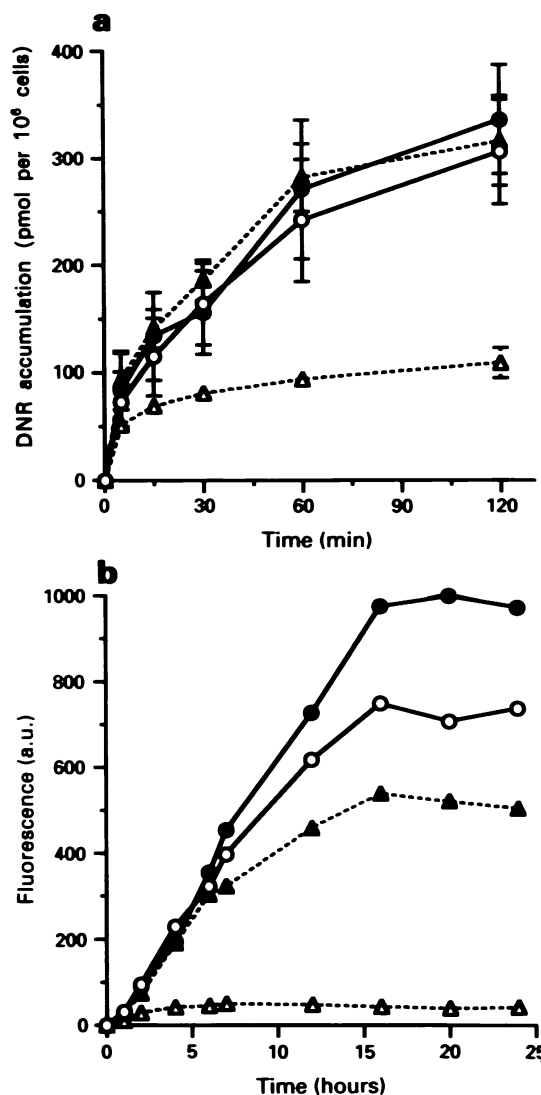 a
DNR accumulation (pmol per 10⁶ cells)
400
300
200
100
0
0 30 60 90 120
Time (min)
b
Fluorescence (a.u.)
1000
800
600
400
200
0
0 5 10 15 20 25
Time (hours)